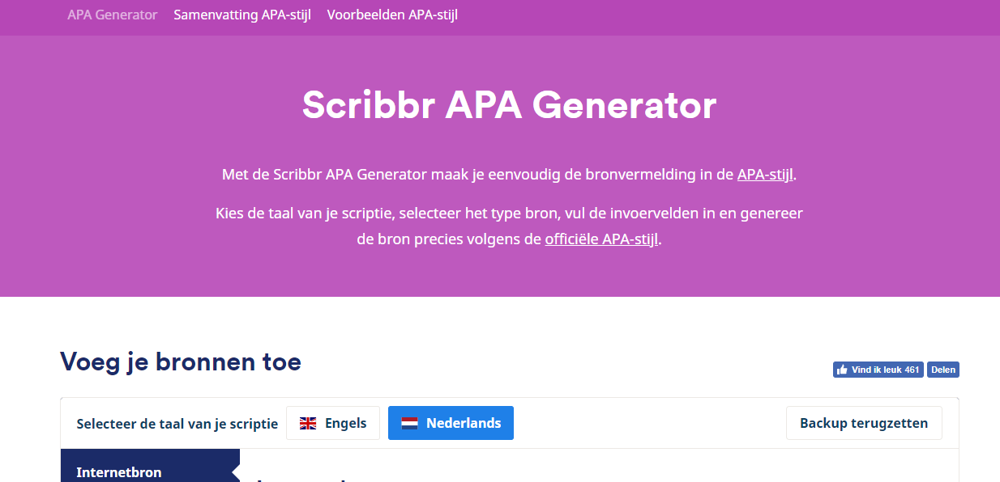 APA Generator Samenvatting APA-stijl Voorbeelden APA-stijl
Scribbr APA Generator
Met de Scribbr APA Generator maak je eenvoudig de bronvermelding in de APA-stijl.
Kies de taal van je scriptie, selecteer het type bron, vul de invoervelden in en genereer
de bron precies volgens de officiële APA-stijl.
Voeg je bronnen toe
Vind ik leuk 461 Delen
Selecteer de taal van je scriptie Engels Nederlands Backup terugzetten
Internetbron